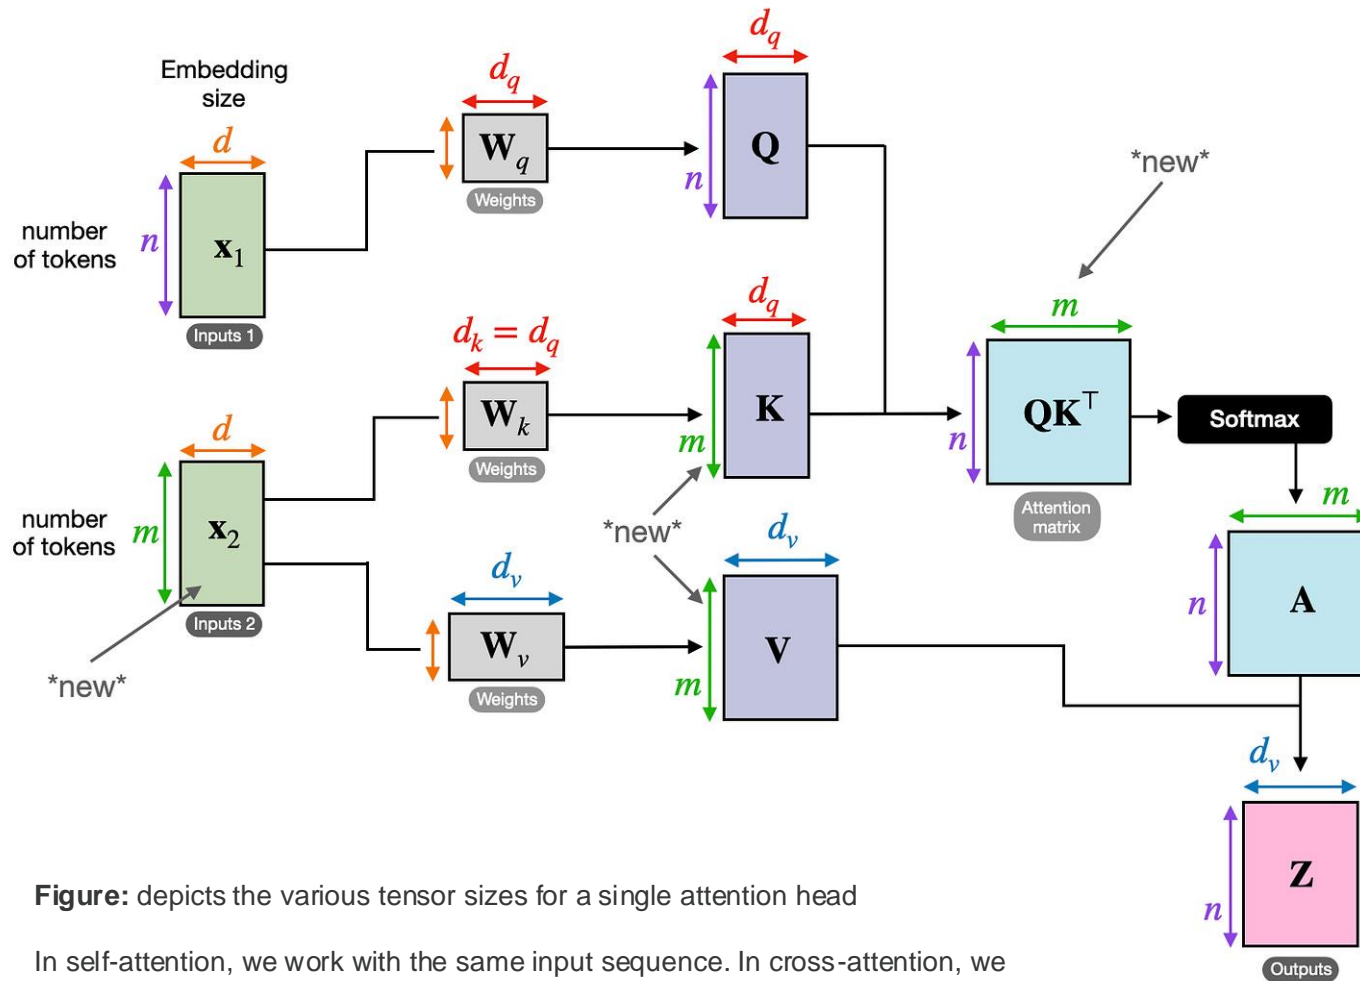 Embedding
size
d
number
of tokens
n
x₁
Inputs 1
d_q
W_q
Weights
d_q
n
Q
*new*
d
number
of tokens
m
x₂
Inputs 2
*new*
d_k = d_q
W_k
Weights
d_q
m
K
*new*
d_v
W_v
Weights
d_v
m
V
m
n
QK⊤
Attention
matrix
Softmax
m
n
A
d_v
n
Z
Outputs
Figure: depicts the various tensor sizes for a single attention head
In self-attention, we work with the same input sequence. In cross-attention, we